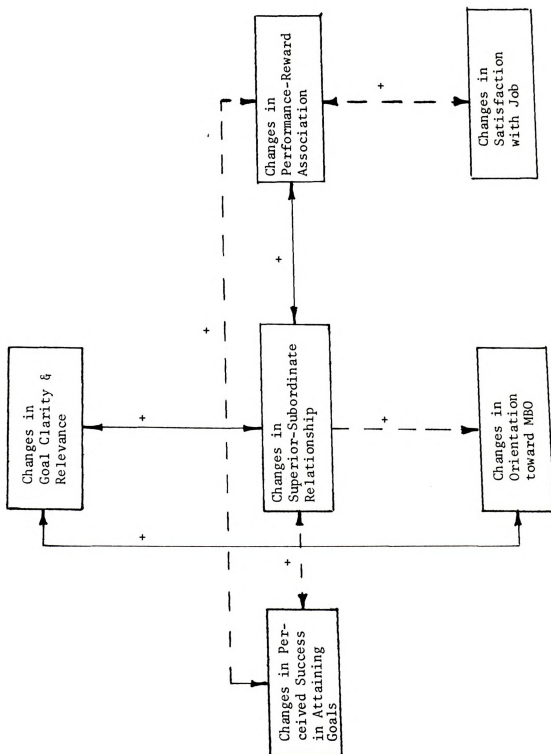 Changes in
Goal Clarity &
Relevance
+
+
+
Changes in Per-
ceived Success
in Attaining
Goals
+
Changes in
Superior-Subordinate
Relationship
+
Changes in
Performance-Reward
Association
+
+
Changes in
Orientation
toward MBO
Changes in
Satisfaction
with Job